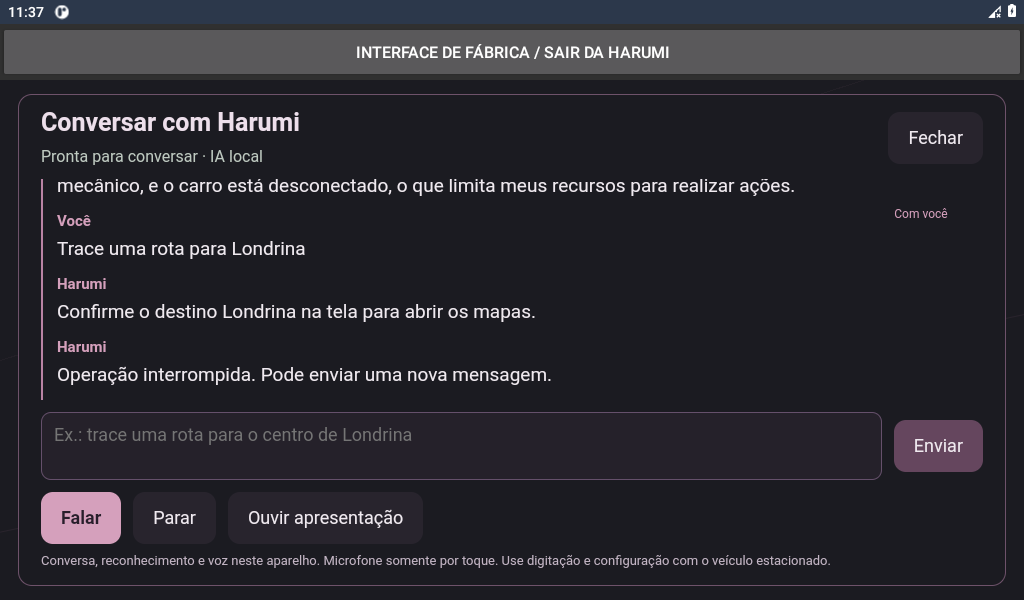 11:37
INTERFACE DE FÁBRICA / SAIR DA HARUMI
Conversar com Harumi
Fechar
Pronta para conversar · IA local
mecânico, e o carro está desconectado, o que limita meus recursos para realizar ações.
Com você
Você
Trace uma rota para Londrina
Harumi
Confirme o destino Londrina na tela para abrir os mapas.
Harumi
Operação interrompida. Pode enviar uma nova mensagem.
Ex.: trace uma rota para o centro de Londrina
Enviar
Falar
Parar
Ouvir apresentação
Conversa, reconhecimento e voz neste aparelho. Microfone somente por toque. Use digitação e configuração com o veículo estacionado.